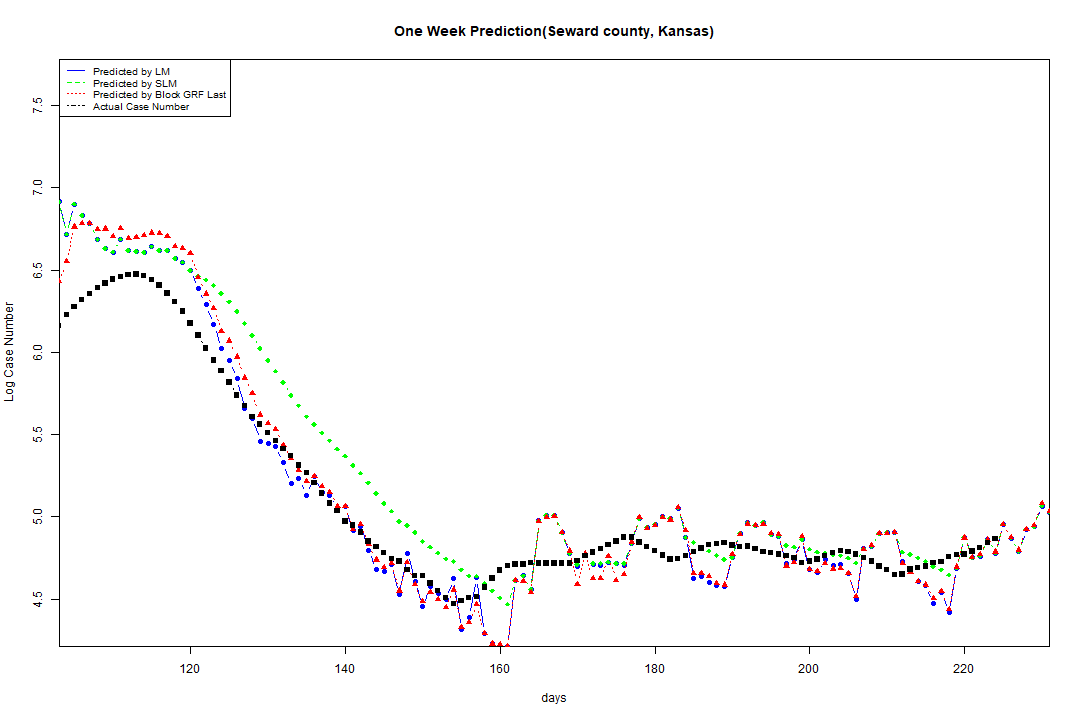 One Week Prediction(Seward county, Kansas)
Predicted by LM
Predicted by SLM
Predicted by Block GRF Last
Actual Case Number
7.5
7.0
6.5
6.0
5.5
5.0
4.5
Log Case Number
120 140 160 180 200 220
days